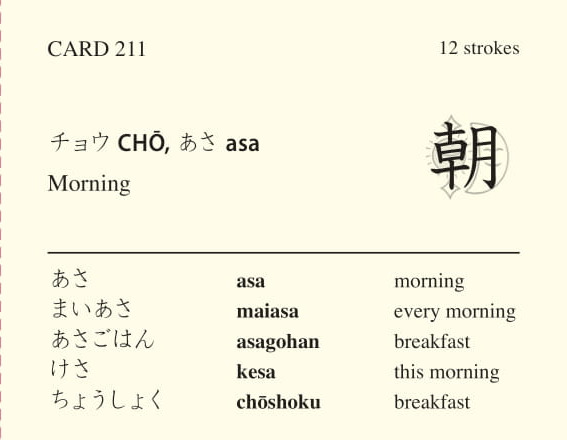 CARD 211 12 strokes
チョウ CHŌ, あさ asa 朝
Morning
あさ asa morning
まいあさ maiasa every morning
あさごはん asagohan breakfast
けさ kesa this morning
ちょうしょく chōshoku breakfast